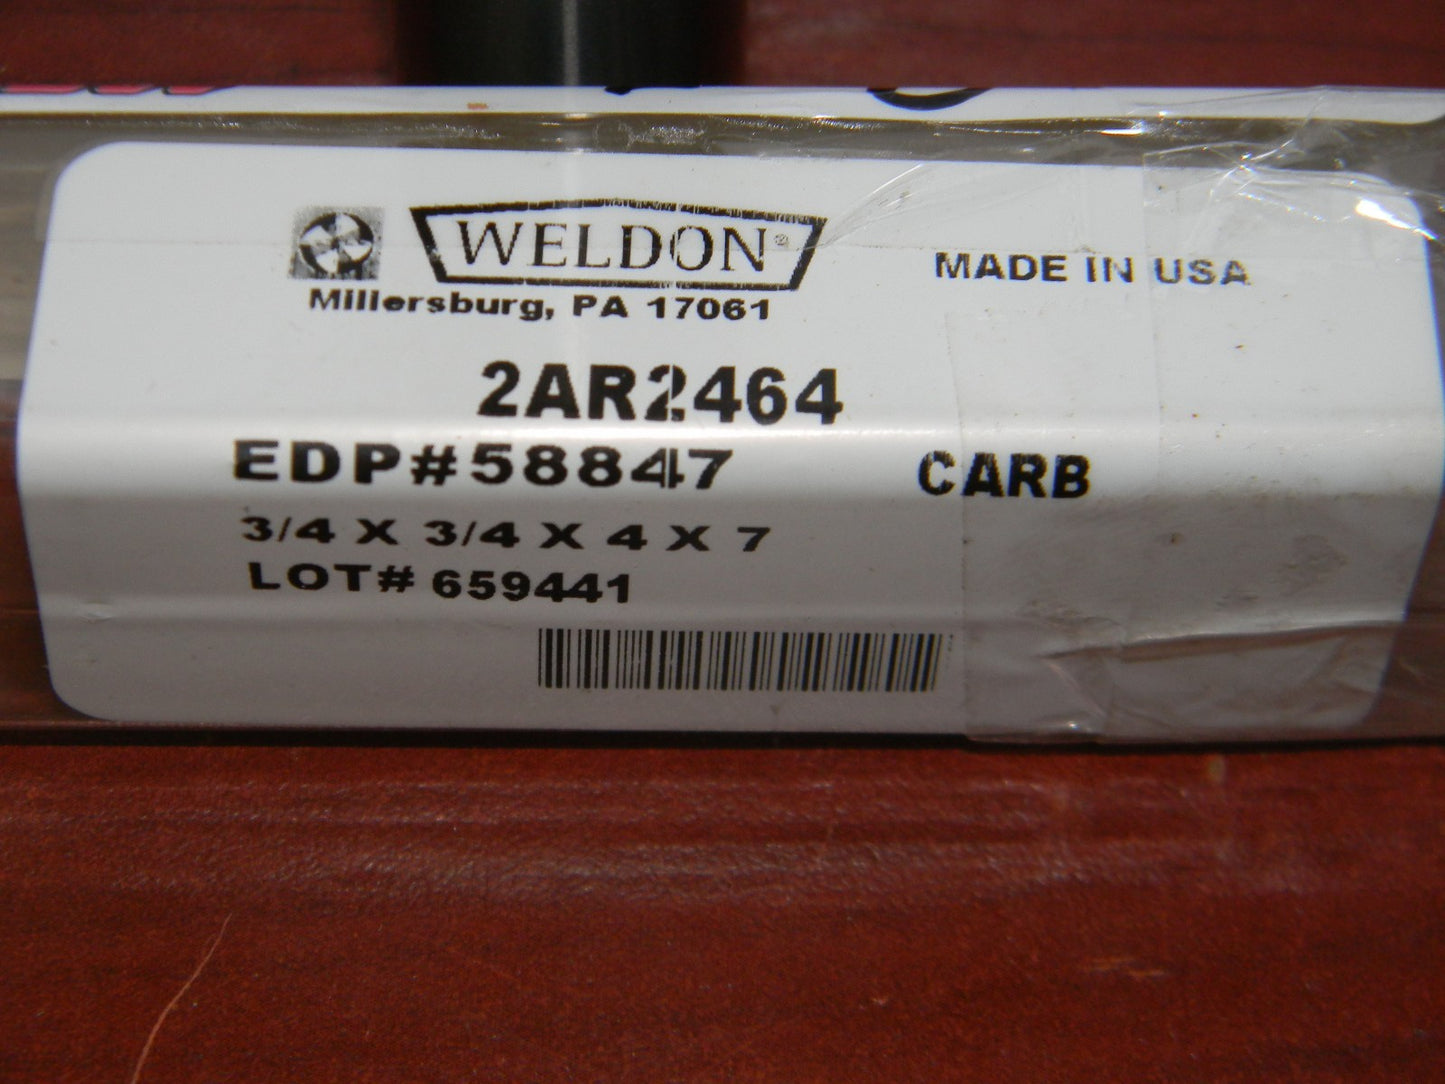 WELDON®
Millersburg, PA 17061
MADE IN USA
2AR2464
EDP#58847 CARB
3/4 X 3/4 X 4 X 7
LOT# 659441